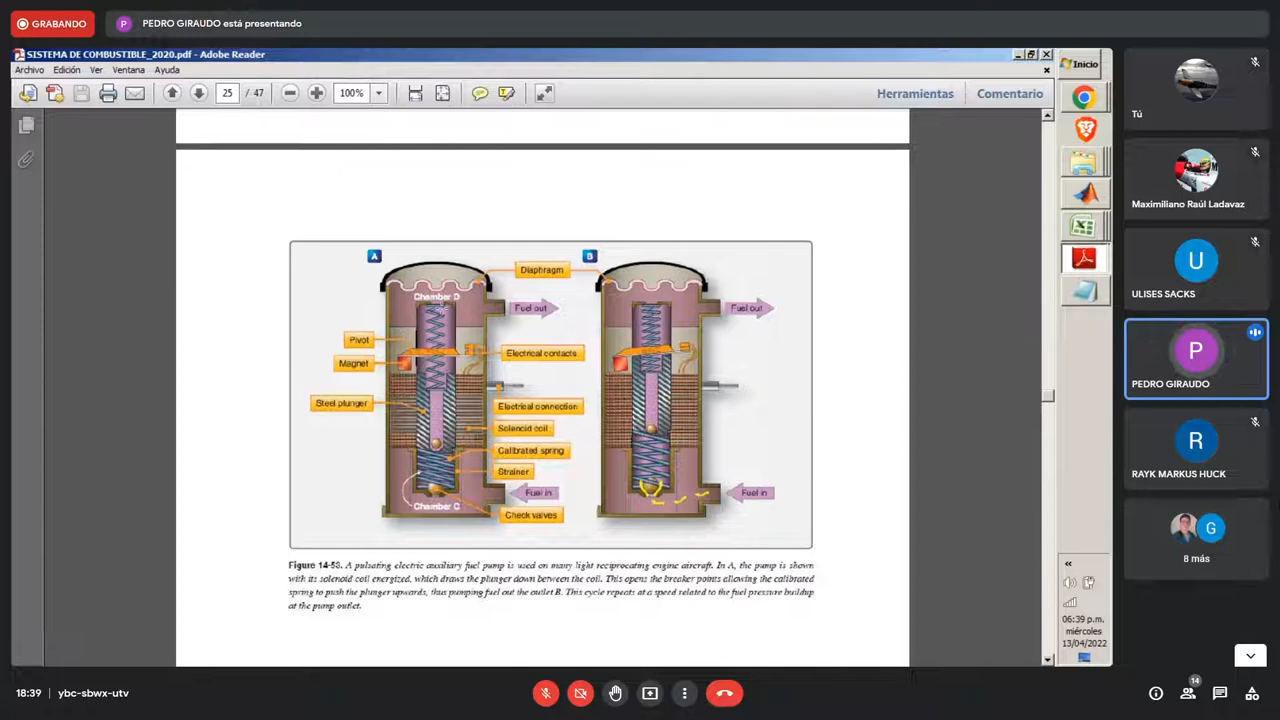 GRABANDO
P PEDRO GIRAUDO está presentando
SISTEMA DE COMBUSTIBLE_2020.pdf - Adobe Reader
Archivo Edición Ver Ventana Ayuda
25 / 47 100% Herramientas Comentario
Inicio
A B
Diaphragm
Chamber D
Fuel out Fuel out
Pivot
Magnet
Electrical contacts
Steel plunger
Electrical connection
Solenoid coil
Calibrated spring
Strainer
Fuel in Fuel in
Chamber C
Check valves
Figure 14-53. A pulsating electric auxiliary fuel pump is used on many light reciprocating engine aircraft. In A, the pump is shown
with its solenoid coil energized, which draws the plunger down between the coil. This opens the breaker points allowing the calibrated
spring to push the plunger upwards, thus pumping fuel out the outlet B. This cycle repeats at a speed related to the fuel pressure buildup
at the pump outlet.
06:39 p.m.
miércoles
13/04/2022
Tú
Maximiliano Raúl Ladavaz
U
ULISES SACKS
P
PEDRO GIRAUDO
R
RAYK MARKUS HUCK
G
8 más
18:39 ybc-sbwx-utv
14